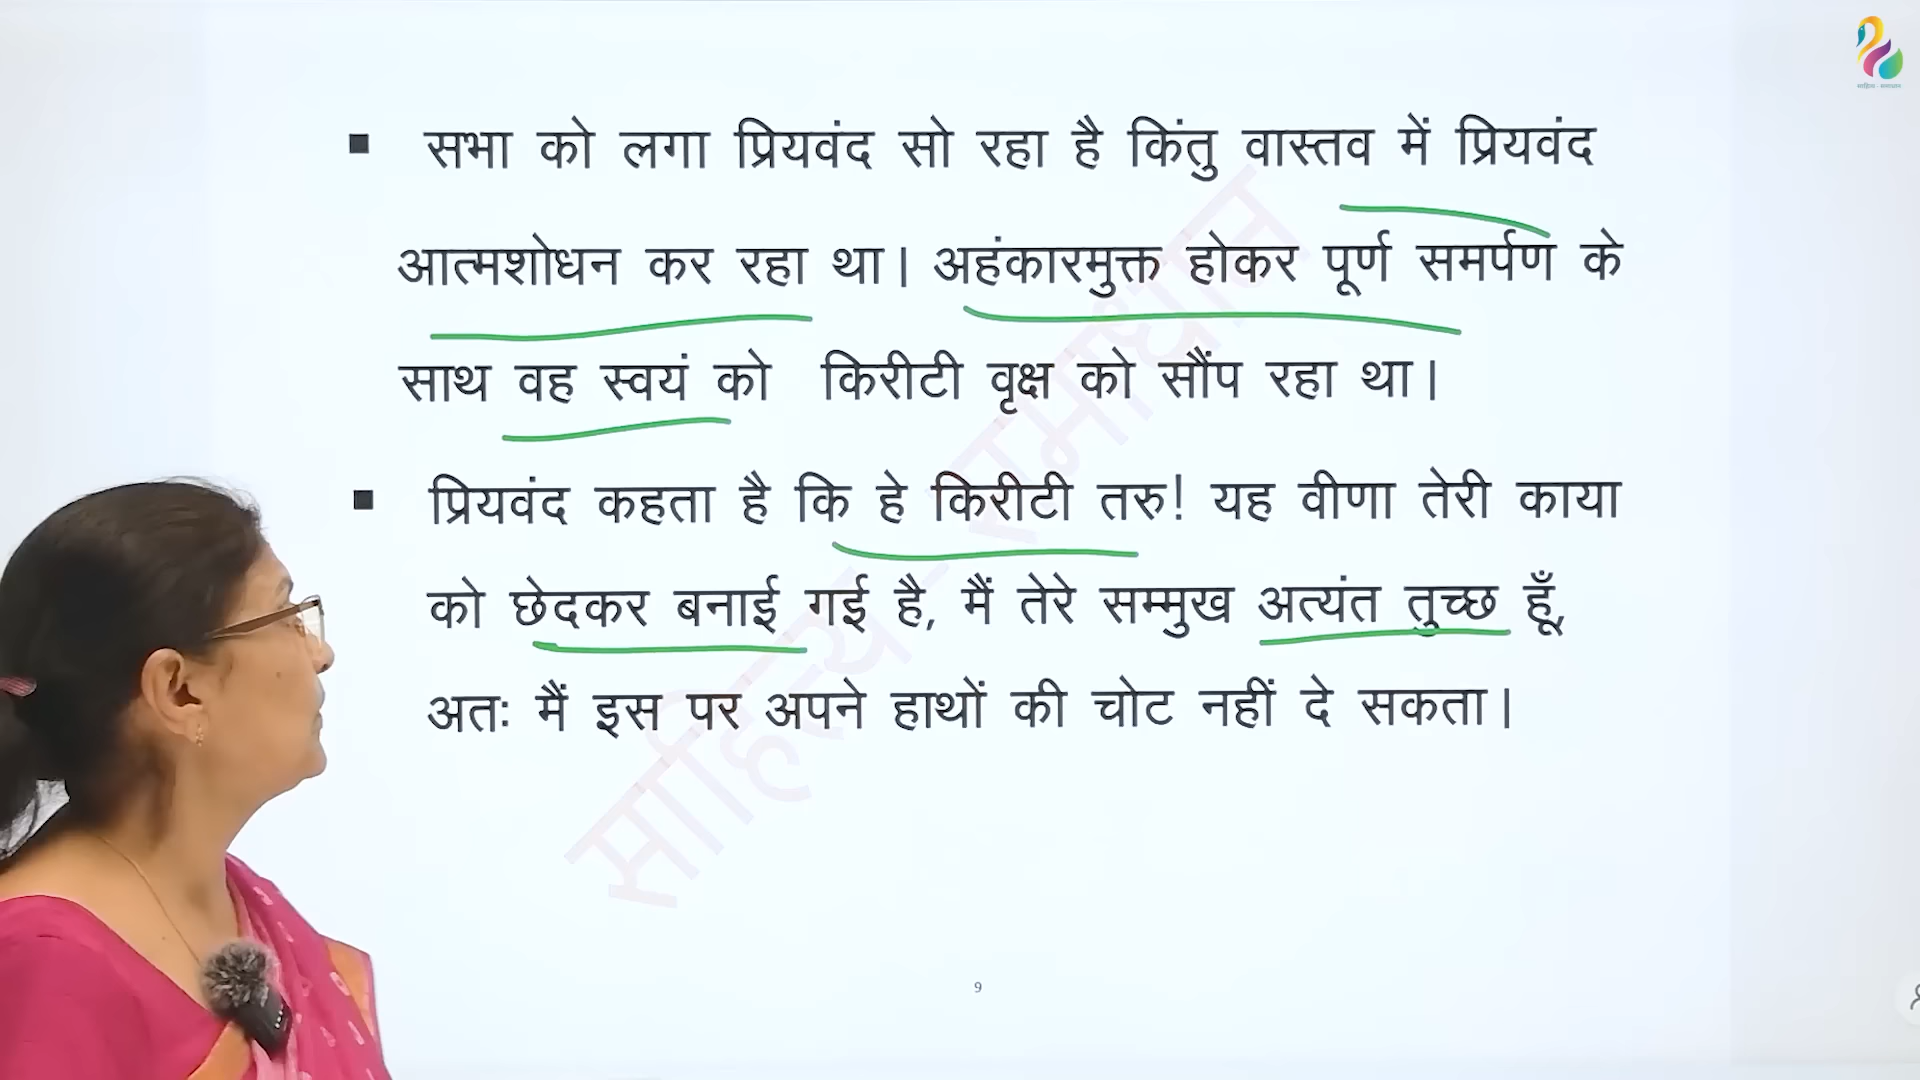 सभा को लगा प्रियवंद सो रहा है किंतु वास्तव में प्रियवंद
आत्मशोधन कर रहा था। अहंकारमुक्त होकर पूर्ण समर्पण के
साथ वह स्वयं को किरीटी वृक्ष को सौंप रहा था।
प्रियवंद कहता है कि हे किरीटी तरु! यह वीणा तेरी काया
को छेदकर बनाई गई है, मैं तेरे सम्मुख अत्यंत तुच्छ हूँ,
अतः मैं इस पर अपने हाथों की चोट नहीं दे सकता।
साहित्य - समाधान
9